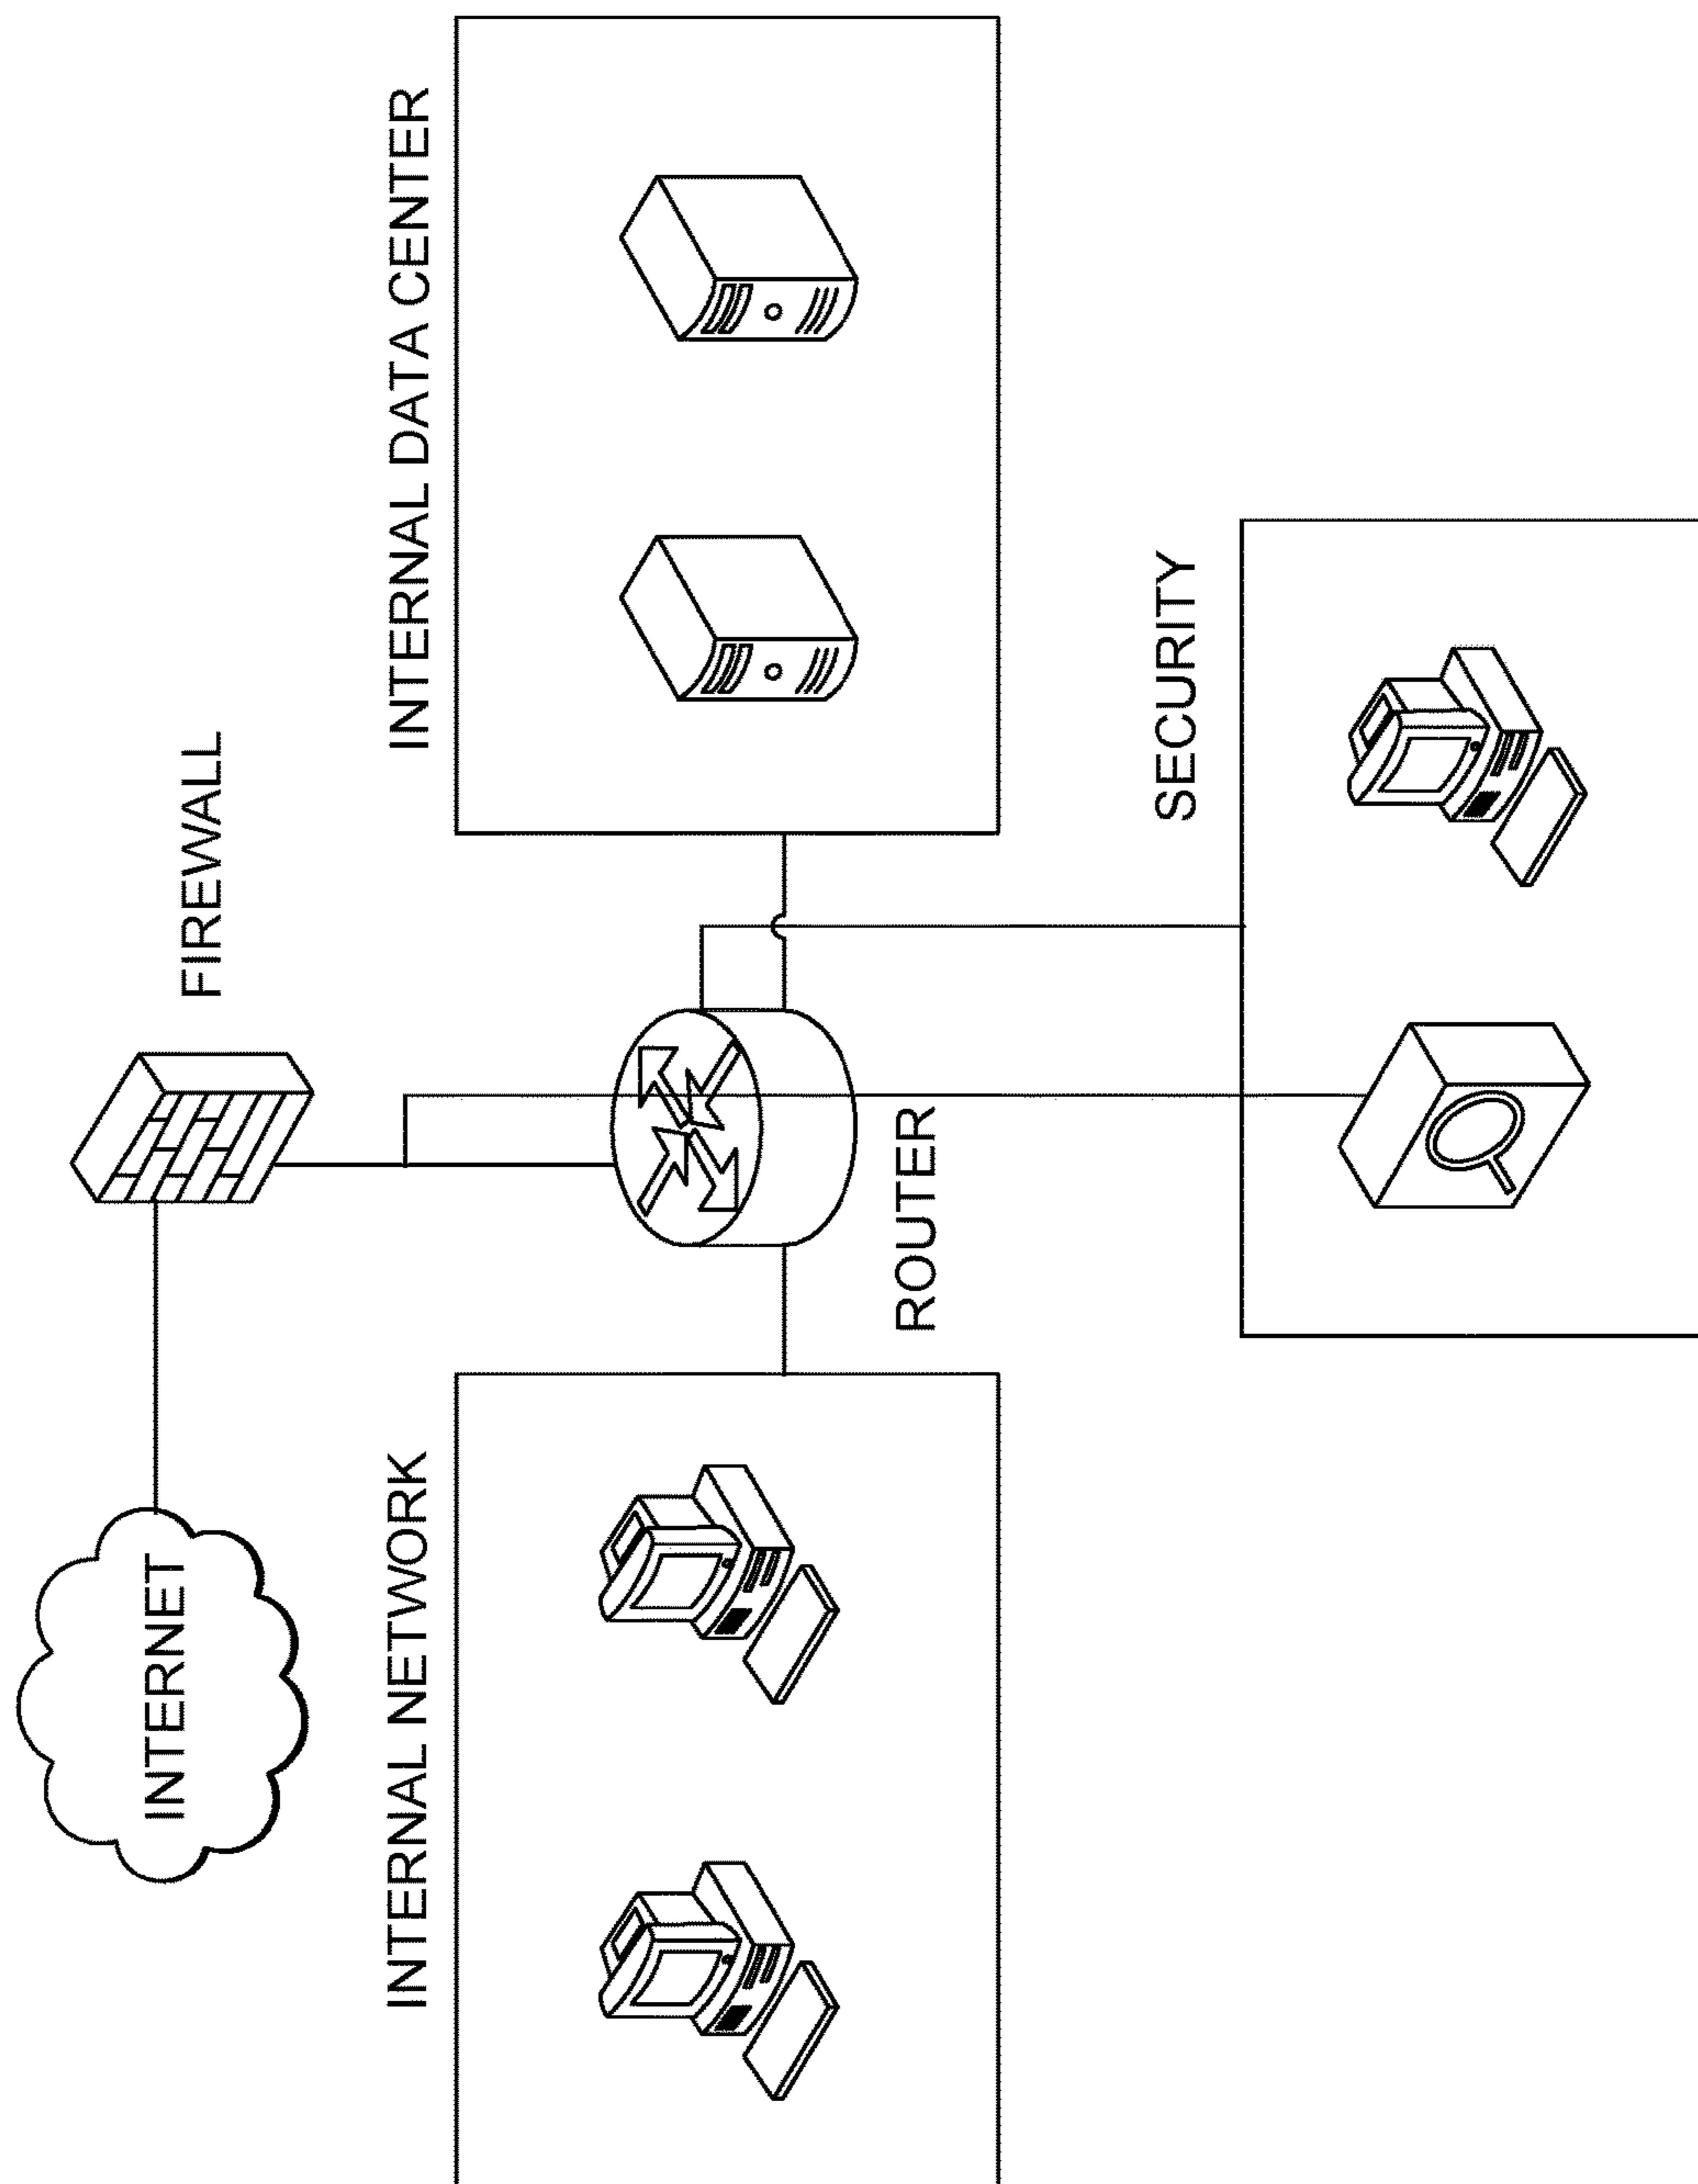 INTERNET
FIREWALL
INTERNAL NETWORK
INTERNAL DATA CENTER
ROUTER
SECURITY